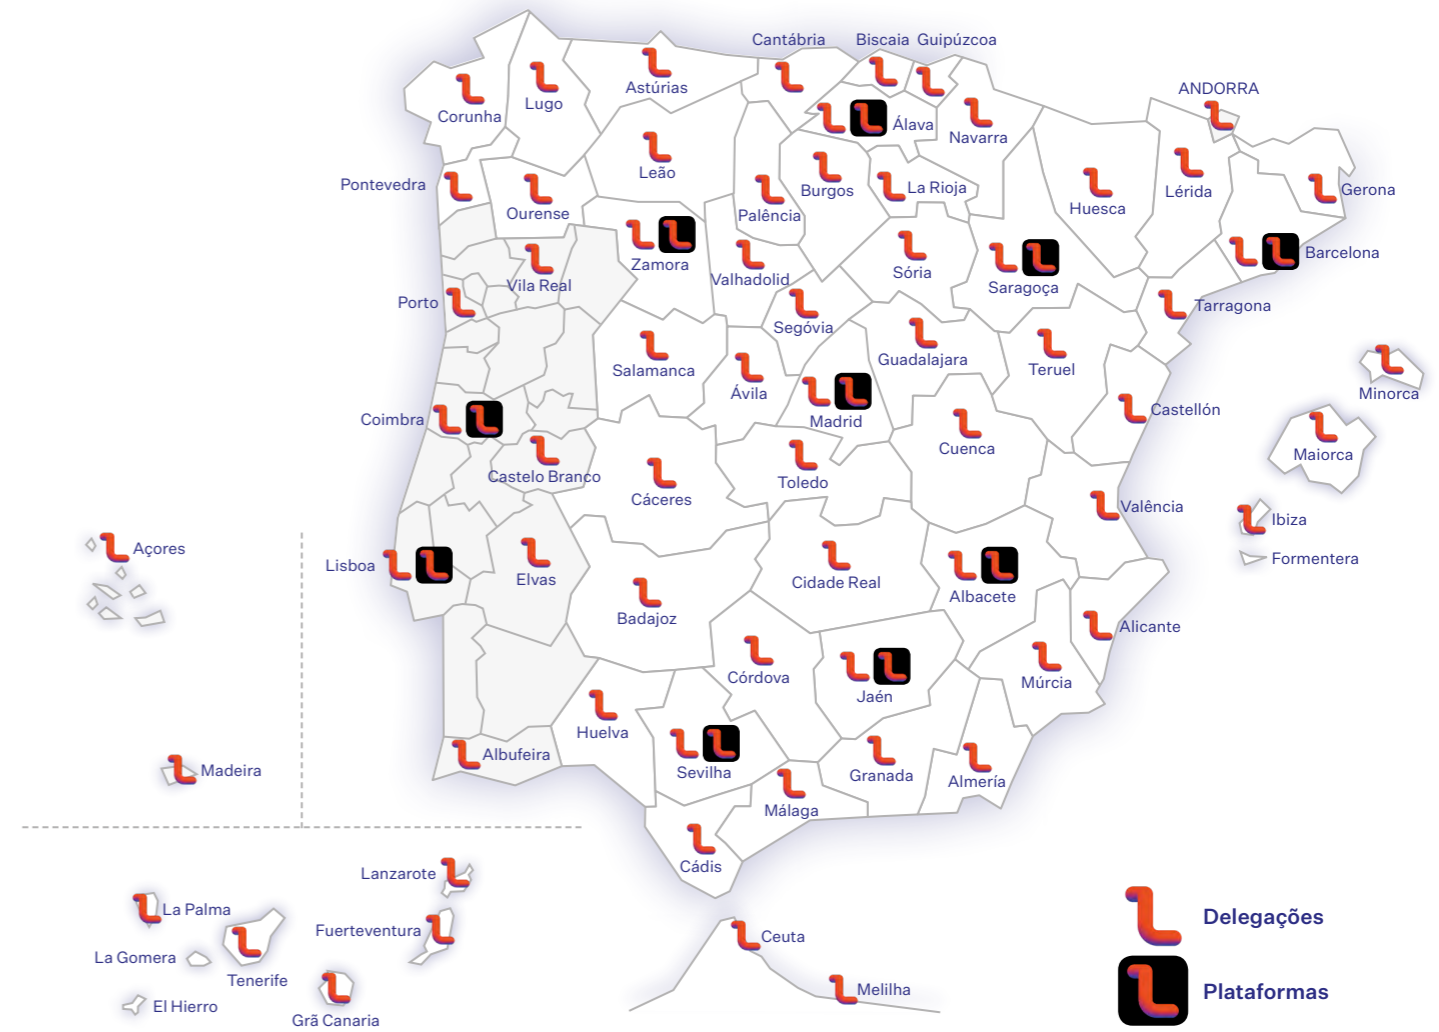 Cantábria
Biscaia
Guipúzcoa
Astúrias
Lugo
Corunha
ANDORRA
Álava
Navarra
Leão
Pontevedra
Ourense
Palência
Burgos
La Rioja
Huesca
Lérida
Gerona
Zamora
Vila Real
Valhadolid
Sória
Saragoça
Barcelona
Porto
Segóvia
Tarragona
Salamanca
Ávila
Guadalajara
Teruel
Minorca
Coimbra
Madrid
Castellón
Cuenca
Maiorca
Castelo Branco
Cáceres
Toledo
Valência
Ibiza
Formentera
Açores
Lisboa
Elvas
Badajoz
Cidade Real
Albacete
Alicante
Córdova
Jaén
Múrcia
Huelva
Sevilha
Granada
Almería
Albufeira
Madeira
Málaga
Cádis
Lanzarote
La Palma
Fuerteventura
La Gomera
Tenerife
El Hierro
Grã Canaria
Ceuta
Melilha
Delegações
Plataformas